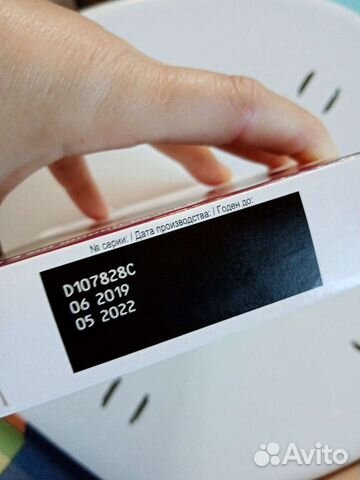 № серии: / Дата производства: / Годен до:
D107828C
06 2019
05 2022
Avito